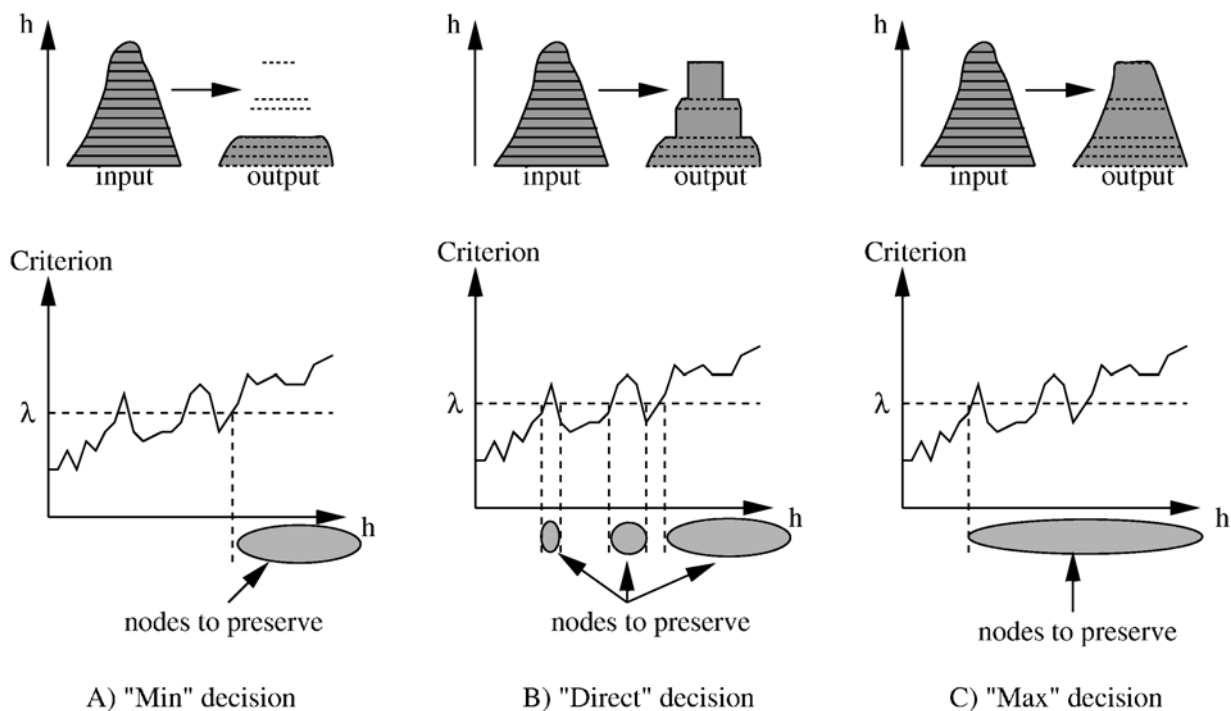 h
input
output
Criterion
λ
h
nodes to preserve
A) "Min" decision
h
input
output
Criterion
λ
h
nodes to preserve
B) "Direct" decision
h
input
output
Criterion
λ
h
nodes to preserve
C) "Max" decision